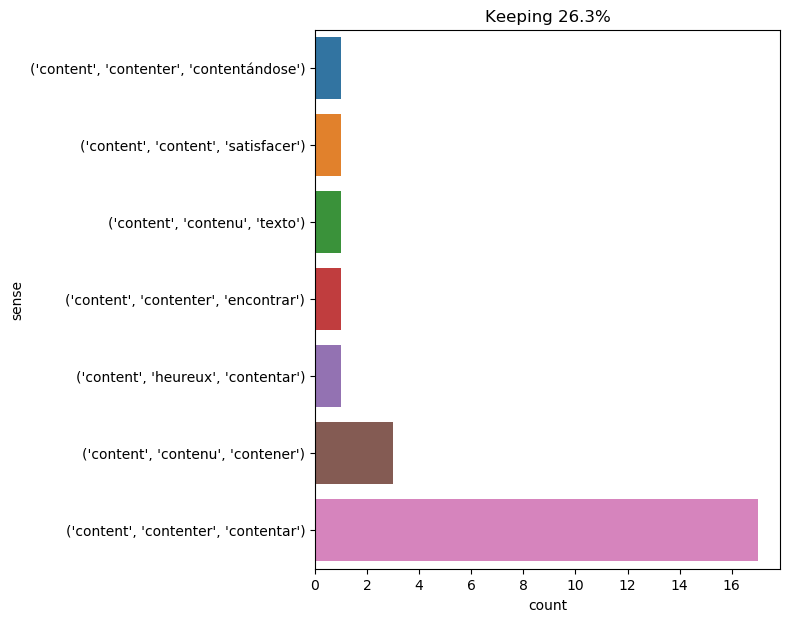 Keeping 26.3%
('content', 'contenter', 'contentándose')
('content', 'content', 'satisfacer')
('content', 'contenu', 'texto')
('content', 'contenter', 'encontrar')
('content', 'heureux', 'contentar')
('content', 'contenu', 'contener')
('content', 'contenter', 'contentar')
sense
0 2 4 6 8 10 12 14 16
count